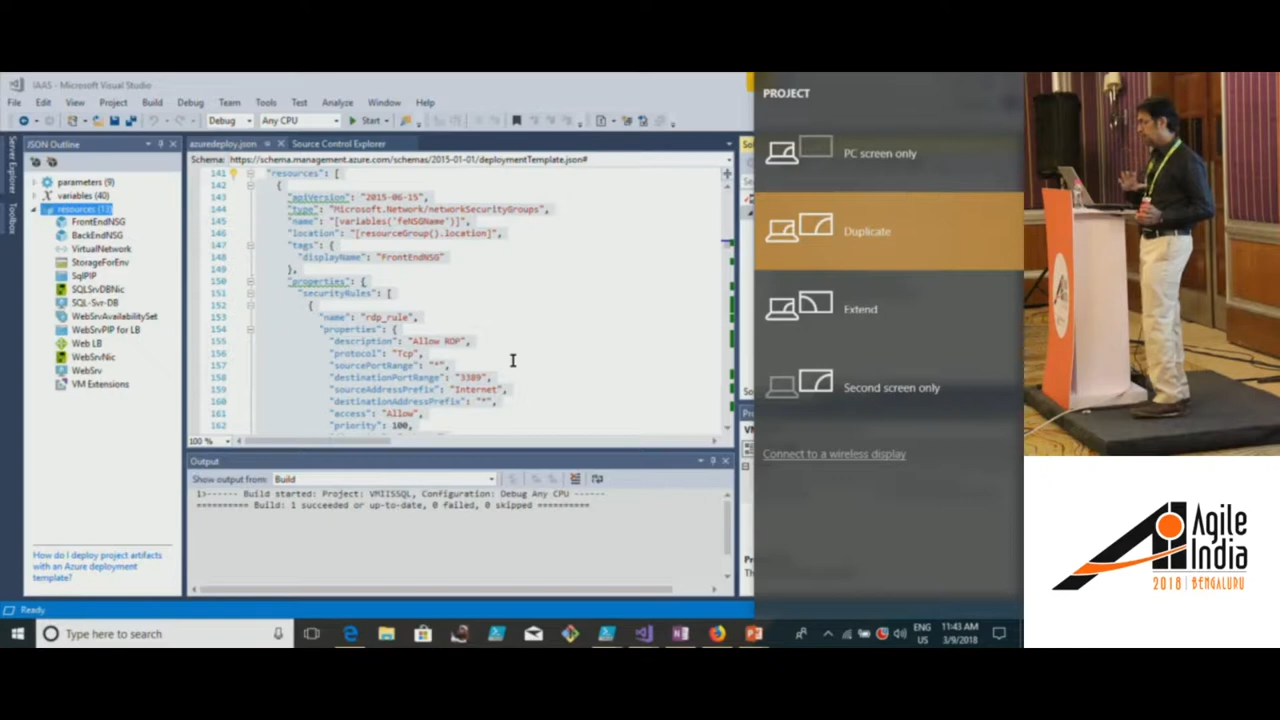 IAAS - Microsoft Visual Studio
File Edit View Project Build Debug Team Tools Test Analyze Window Help
Debug Any CPU Start
Server Explorer
Toolbox
JSON Outline
parameters (9)
variables (40)
resources (13)
FrontEndNSG
BackEndNSG
VirtualNetwork
StorageForEnv
SqlPIP
SQLSrvDBNic
SQL-Svr-DB
WebSrvAvailabilitySet
WebSrvPIP for LB
Web LB
WebSrvNic
WebSrv
VM Extensions
How do I deploy project artifacts
with an Azure deployment
template?
azuredeploy.json Source Control Explorer
Schema: https://schema.management.azure.com/schemas/2015-01-01/deploymentTemplate.json#
141 "resources": [
142 {
143 "apiVersion": "2015-06-15",
144 "type": "Microsoft.Network/networkSecurityGroups",
145 "name": "[variables('feNSGName')]",
146 "location": "[resourceGroup().location]",
147 "tags": {
148 "displayName": "FrontEndNSG"
149 },
150 "properties": {
151 "securityRules": [
152 {
153 "name": "rdp_rule",
154 "properties": {
155 "description": "Allow RDP",
156 "protocol": "Tcp",
157 "sourcePortRange": "*",
158 "destinationPortRange": "3389",
159 "sourceAddressPrefix": "Internet",
160 "destinationAddressPrefix": "*",
161 "access": "Allow",
162 "priority": 100,
100 %
Output
Show output from: Build
1>------ Build started: Project: VMIISSQL, Configuration: Debug Any CPU ------
========== Build: 1 succeeded or up-to-date, 0 failed, 0 skipped ==========
Ready
PROJECT
PC screen only
Duplicate
Extend
Second screen only
Connect to a wireless display
Type here to search
ENG
US
11:43 AM
3/9/2018
Agile
India
2018 | BENGALURU